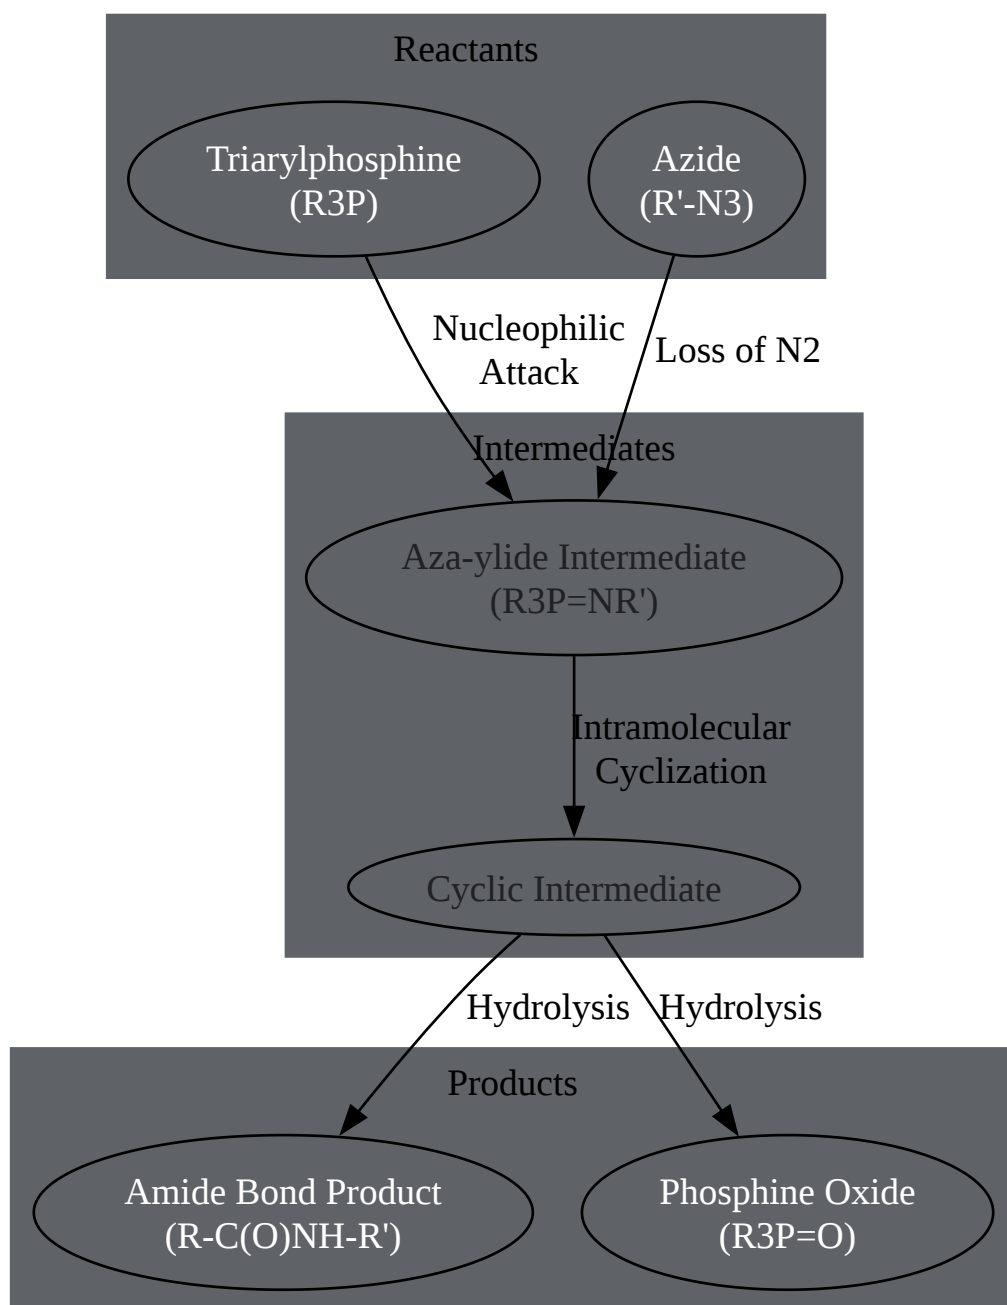 Reactants
Triarylphosphine
(R3P)
Azide
(R'-N3)
Nucleophilic
Attack
Loss of N2
Intermediates
Aza-ylide Intermediate
(R3P=NR')
Intramolecular
Cyclization
Cyclic Intermediate
Hydrolysis
Hydrolysis
Products
Amide Bond Product
(R-C(O)NH-R')
Phosphine Oxide
(R3P=O)